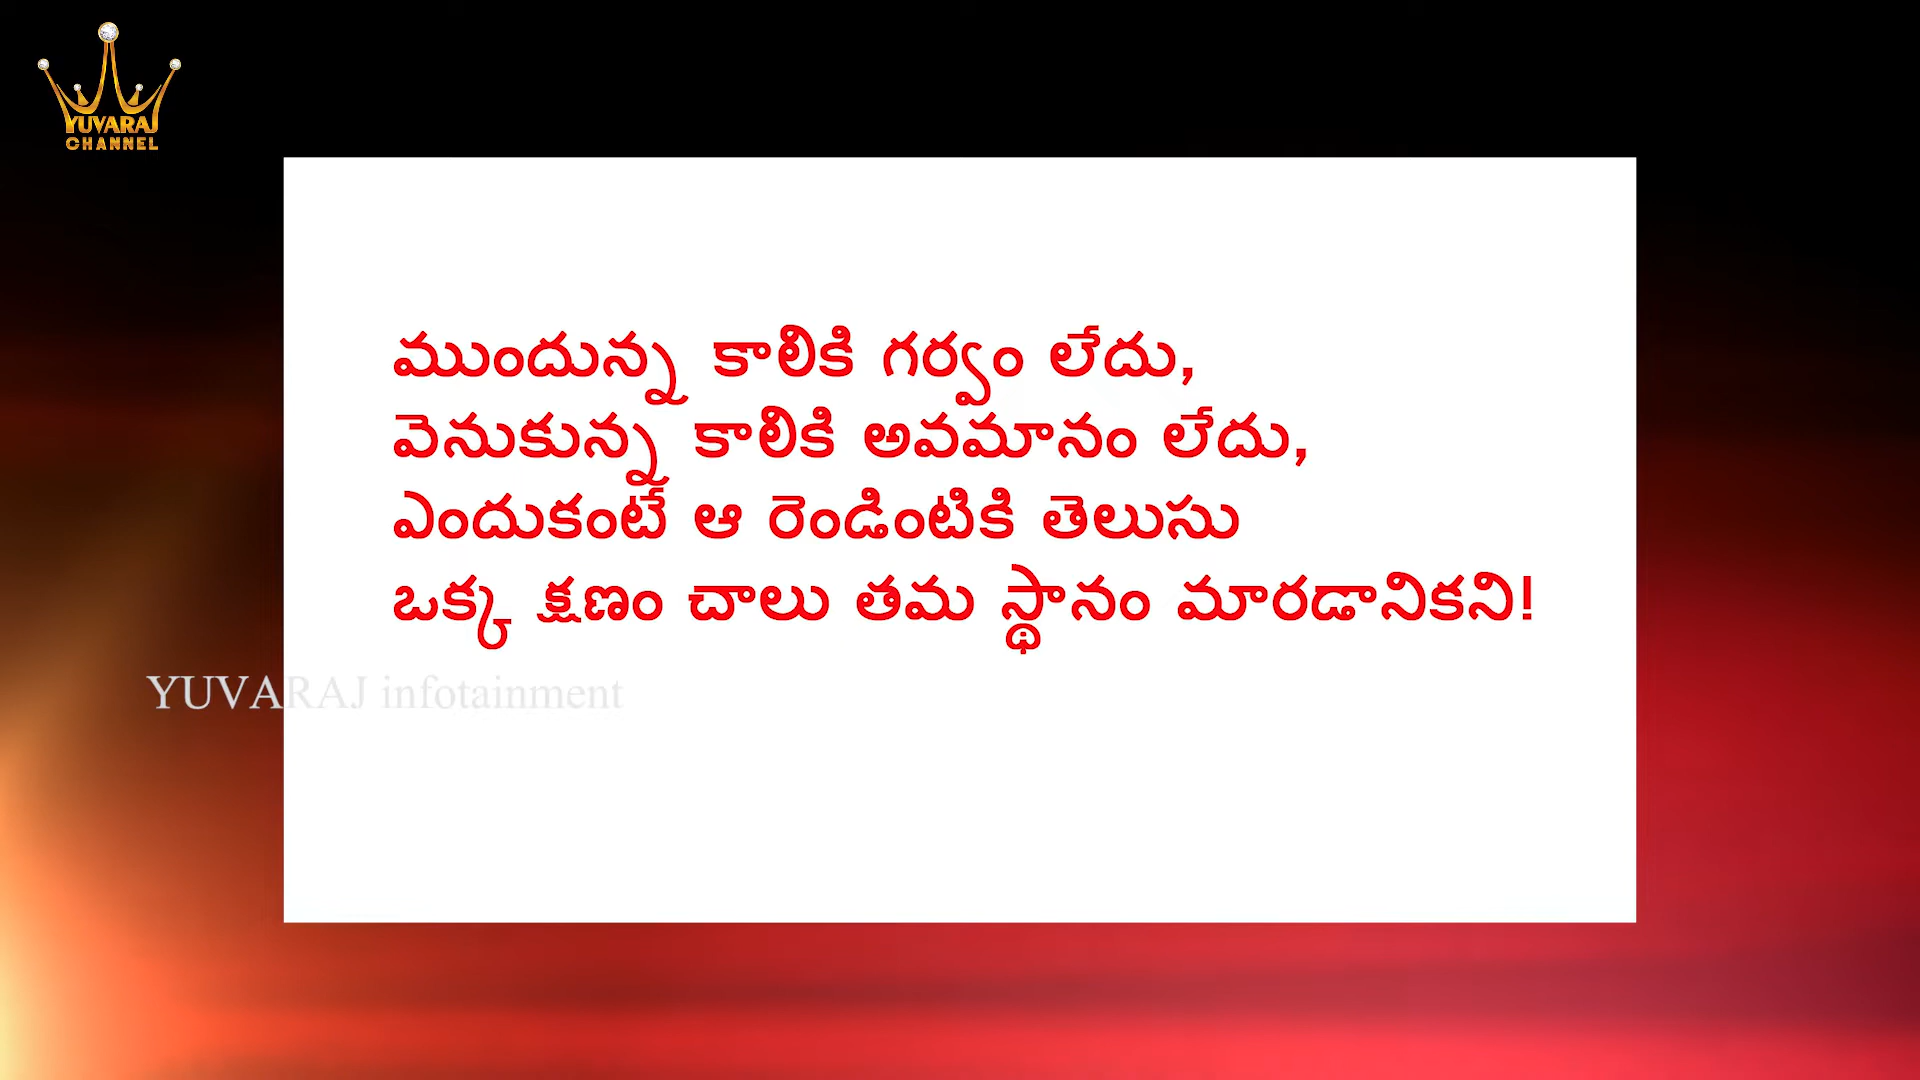 YUVARAJ
CHANNEL
ముందున్న కాలికి గర్వం లేదు,
వెనుకున్న కాలికి అవమానం లేదు,
ఎందుకంటే ఆ రెండింటికి తెలుసు
ఒక్క క్షణం చాలు తమ స్థానం మారడానికని!
YUVARAJ infotainment